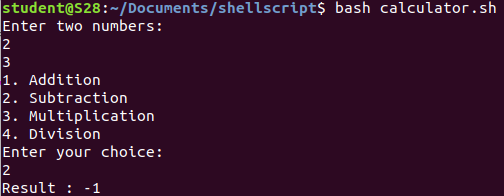 student@S28:~/Documents/shellscript$ bash calculator.sh
Enter two numbers:
2
3
1. Addition
2. Subtraction
3. Multiplication
4. Division
Enter your choice:
2
Result : -1